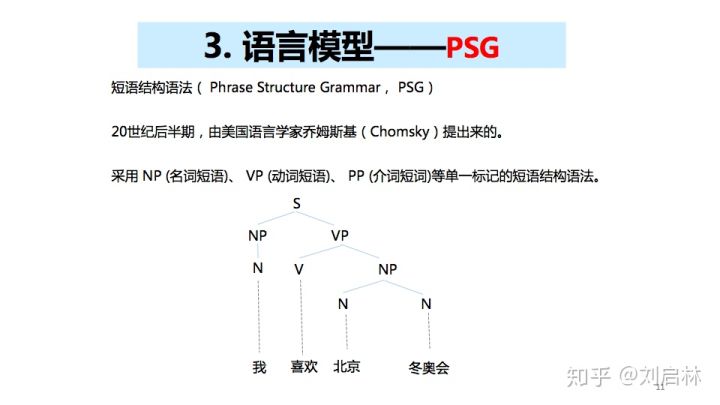 3. 语言模型——PSG
短语结构语法（ Phrase Structure Grammar， PSG ）
20世纪后半期，由美国语言学家乔姆斯基（Chomsky）提出来的。
采用 NP (名词短语)、 VP (动词短语)、 PP (介词短词)等单一标记的短语结构语法。
S
NP VP
N V NP
N N
我 喜欢 北京 冬奥会
知乎 @刘启林
11